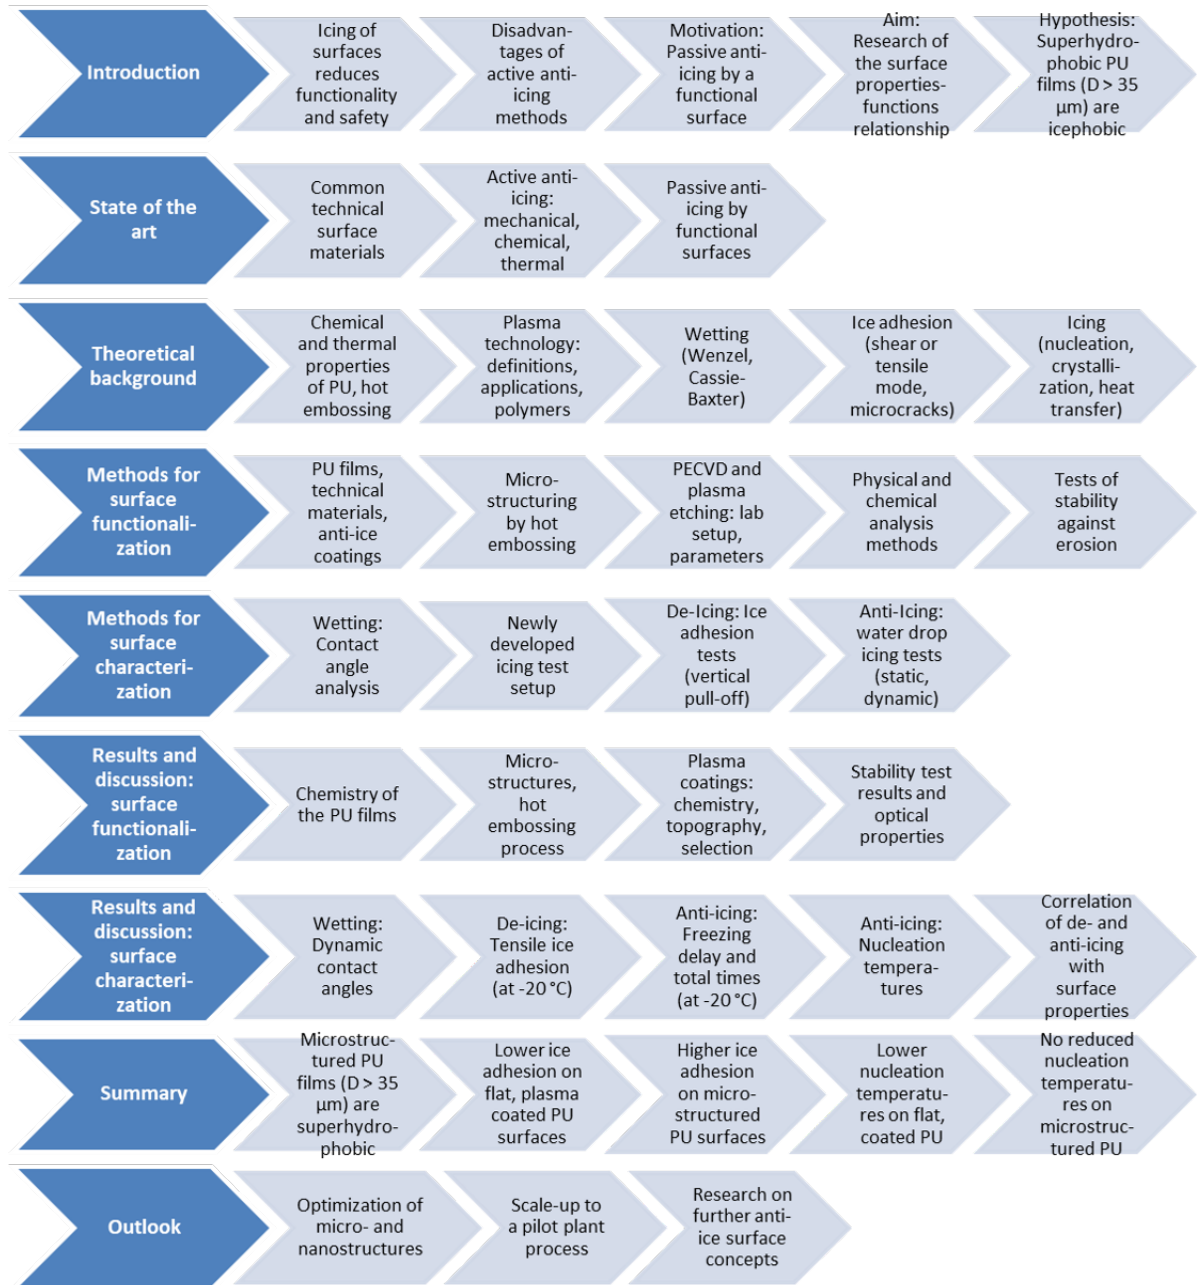 Introduction
Icing of
surfaces
reduces
functionality
and safety
Disadvan-
tages of
active anti-
icing
methods
Motivation:
Passive anti-
icing by a
functional
surface
Aim:
Research of
the surface
properties-
functions
relationship
Hypothesis:
Superhydro-
phobic PU
films (D > 35
µm) are
icephobic
State of the
art
Common
technical
surface
materials
Active anti-
icing:
mechanical,
chemical,
thermal
Passive anti-
icing by
functional
surfaces
Theoretical
background
Chemical
and thermal
properties
of PU, hot
embossing
Plasma
technology:
definitions,
applications,
polymers
Wetting
(Wenzel,
Cassie-
Baxter)
Ice adhesion
(shear or
tensile
mode,
microcracks)
Icing
(nucleation,
crystalli-
zation, heat
transfer)
Methods for
surface
functionali-
zation
PU films,
technical
materials,
anti-ice
coatings
Micro-
structuring
by hot
embossing
PECVD and
plasma
etching: lab
setup,
parameters
Physical and
chemical
analysis
methods
Tests of
stability
against
erosion
Methods for
surface
characteri-
zation
Wetting:
Contact
angle
analysis
Newly
developed
icing test
setup
De-Icing: Ice
adhesion
tests
(vertical
pull-off)
Anti-Icing:
water drop
icing tests
(static,
dynamic)
Results and
discussion:
surface
functionali-
zation
Chemistry of
the PU films
Micro-
structures,
hot
embossing
process
Plasma
coatings:
chemistry,
topography,
selection
Stability test
results and
optical
properties
Results and
discussion:
surface
characteri-
zation
Wetting:
Dynamic
contact
angles
De-icing:
Tensile ice
adhesion
(at -20 °C)
Anti-icing:
Freezing
delay and
total times
(at -20 °C)
Anti-icing:
Nucleation
tempera-
tures
Correlation
of de- and
anti-icing
with
surface
properties
Summary
Microstruc-
tured PU
films (D > 35
µm) are
superhydro-
phobic
Lower ice
adhesion on
flat, plasma
coated PU
surfaces
Higher ice
adhesion
on micro-
structured
PU surfaces
Lower
nucleation
temperatu-
res on flat,
coated PU
No reduced
nucleation
temperatu-
res on
microstruc-
tured PU
Outlook
Optimization of
micro- and
nanostructures
Scale-up to
a pilot plant
process
Research on
further anti-
ice surface
concepts